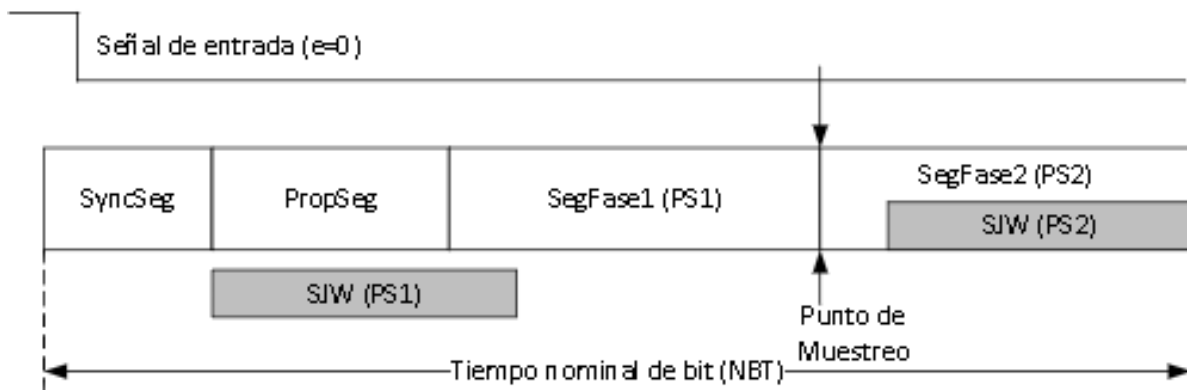 Señal de entrada (e=0)
SyncSeg
PropSeg
SegFase1 (PS1)
SegFase2 (PS2)
SJW (PS2)
SJW (PS1)
Punto de
Muestreo
Tiempo nominal de bit (NBT)